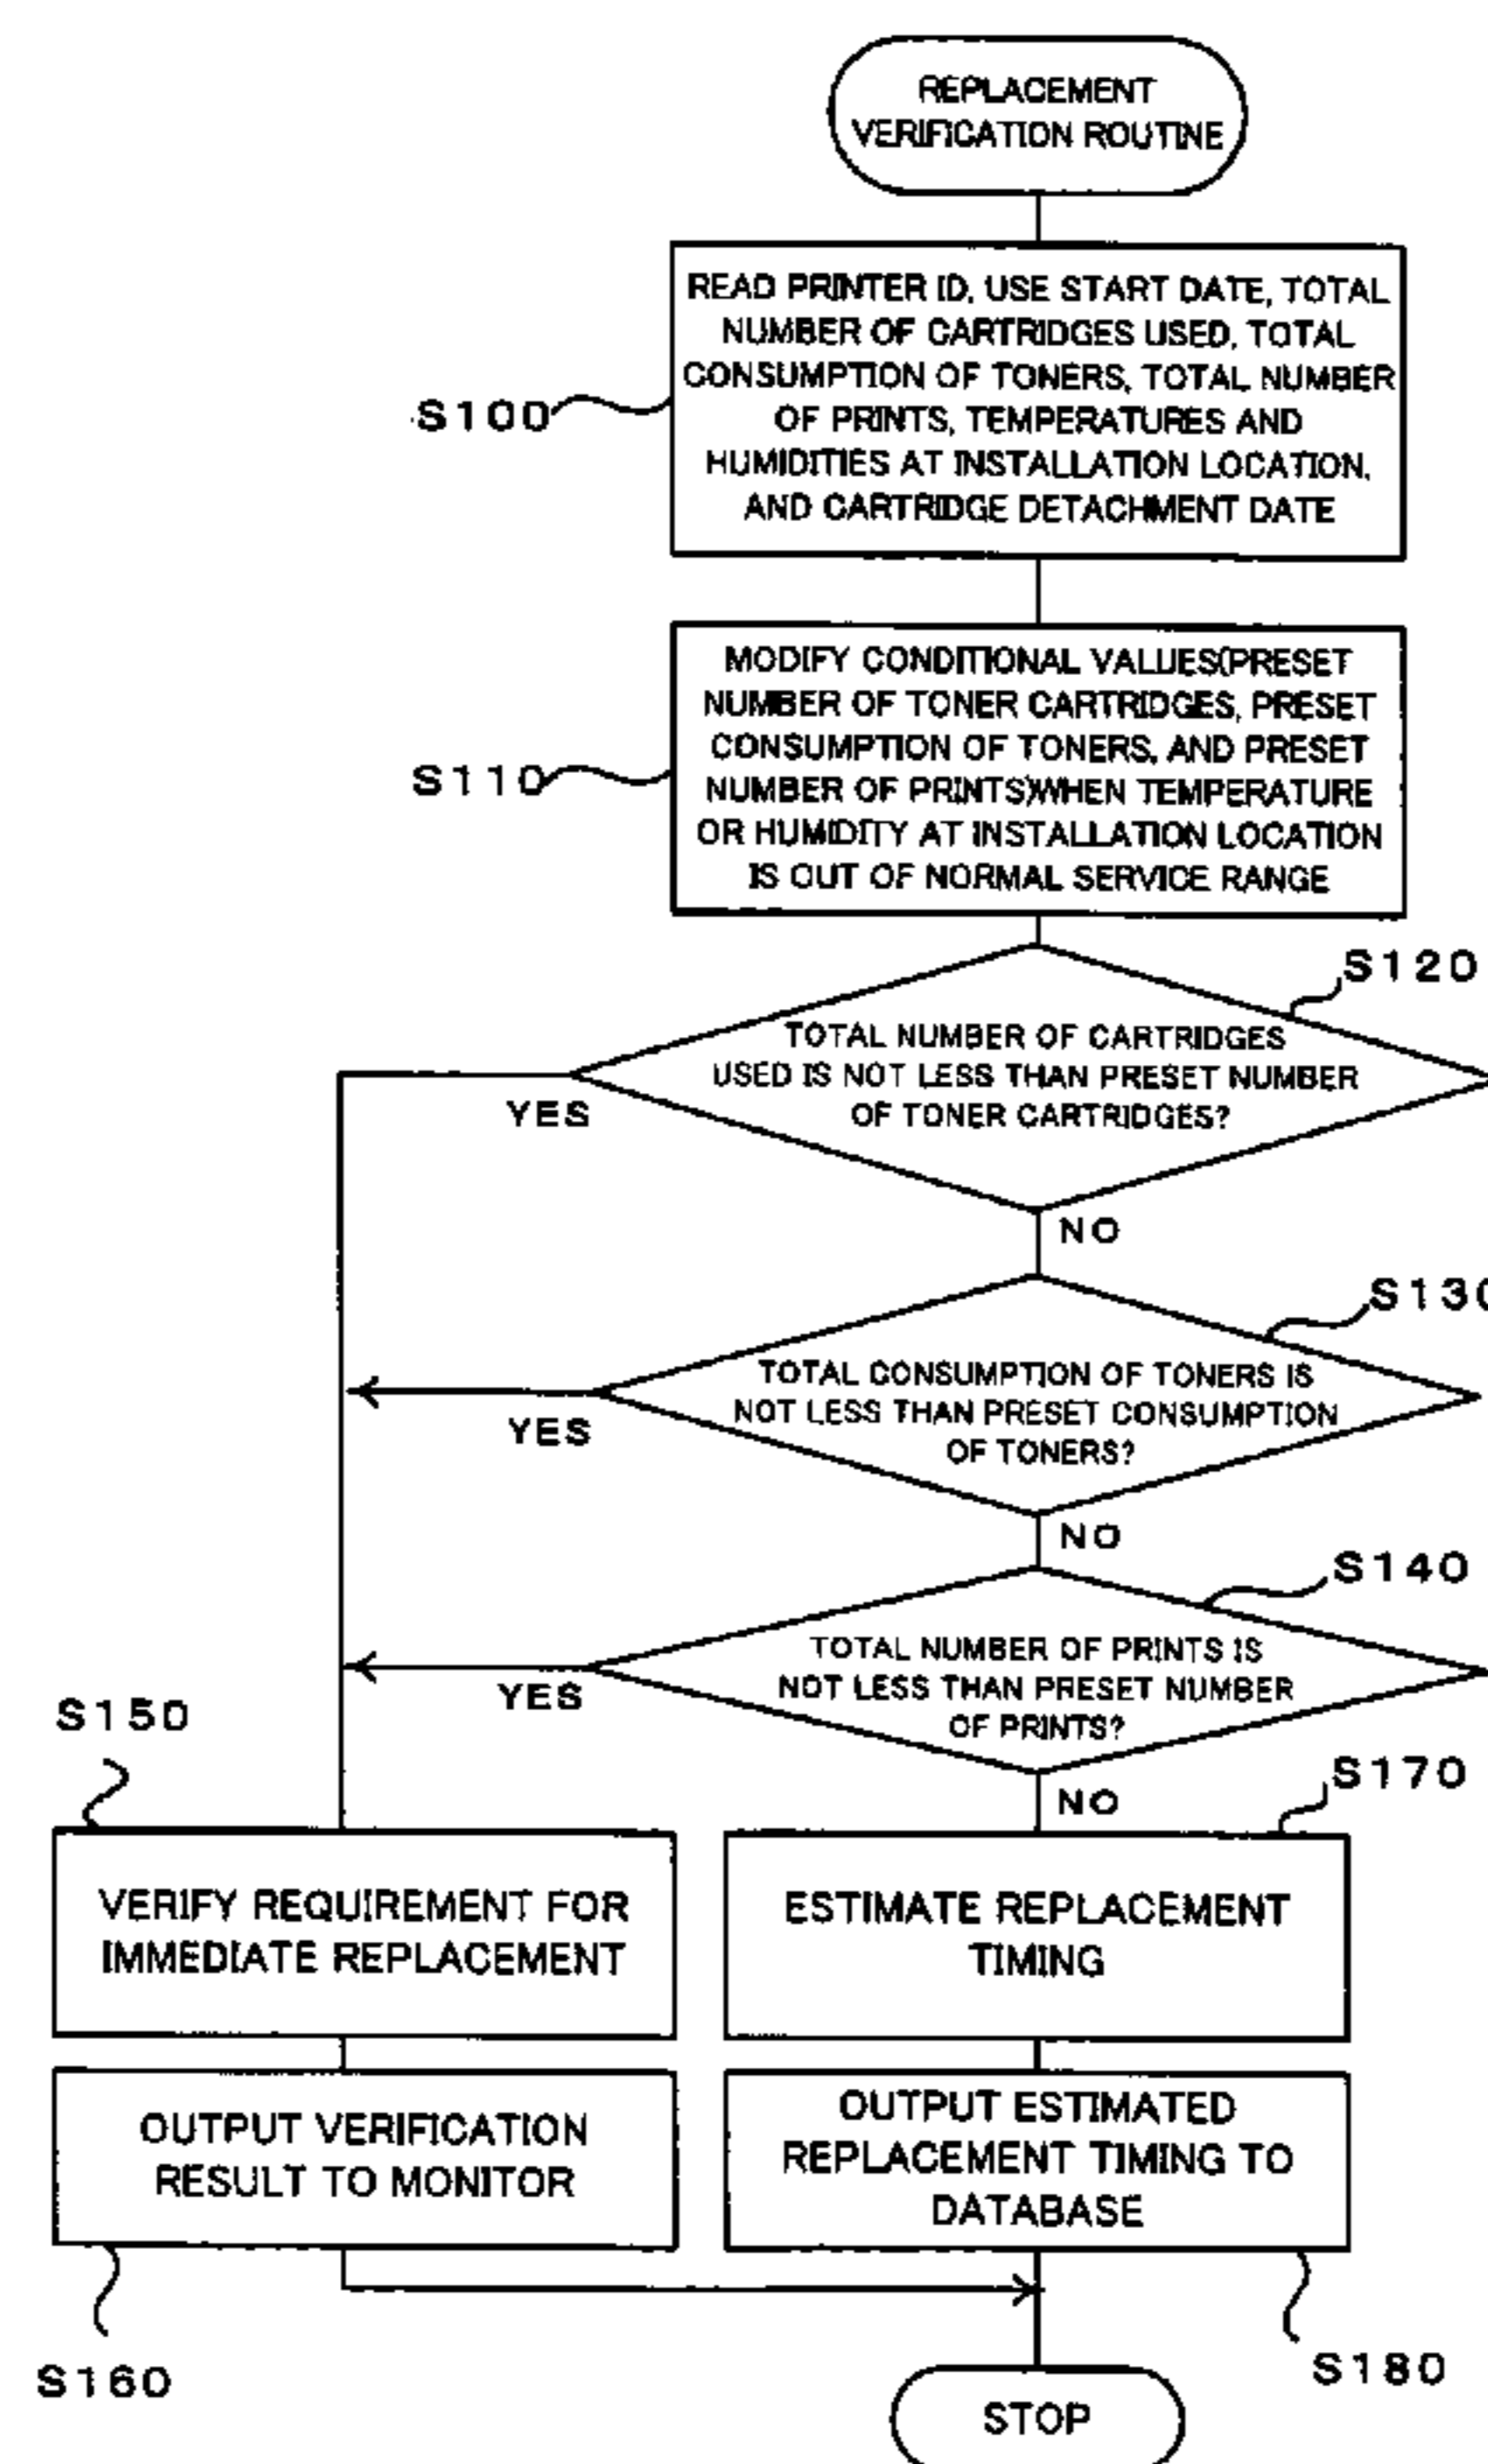 REPLACEMENT
VERIFICATION ROUTINE
READ PRINTER ID, USE START DATE, TOTAL
NUMBER OF CARTRIDGES USED, TOTAL
CONSUMPTION OF TONERS, TOTAL NUMBER
OF PRINTS, TEMPERATURES AND
HUMIDITIES AT INSTALLATION LOCATION,
AND CARTRIDGE DETACHMENT DATE
S100
MODIFY CONDITIONAL VALUES(PRESET
NUMBER OF TONER CARTRIDGES, PRESET
CONSUMPTION OF TONERS, AND PRESET
NUMBER OF PRINTS)WHEN TEMPERATURE
OR HUMIDITY AT INSTALLATION LOCATION
IS OUT OF NORMAL SERVICE RANGE
S110
S120
TOTAL NUMBER OF CARTRIDGES
USED IS NOT LESS THAN PRESET NUMBER
OF TONER CARTRIDGES?
YES
NO
S130
TOTAL CONSUMPTION OF TONERS IS
NOT LESS THAN PRESET CONSUMPTION
OF TONERS?
YES
NO
S140
TOTAL NUMBER OF PRINTS IS
NOT LESS THAN PRESET NUMBER
OF PRINTS?
YES
NO
S150
S170
VERIFY REQUIREMENT FOR
IMMEDIATE REPLACEMENT
ESTIMATE REPLACEMENT
TIMING
OUTPUT VERIFICATION
RESULT TO MONITOR
OUTPUT ESTIMATED
REPLACEMENT TIMING TO
DATABASE
S160
S180
STOP